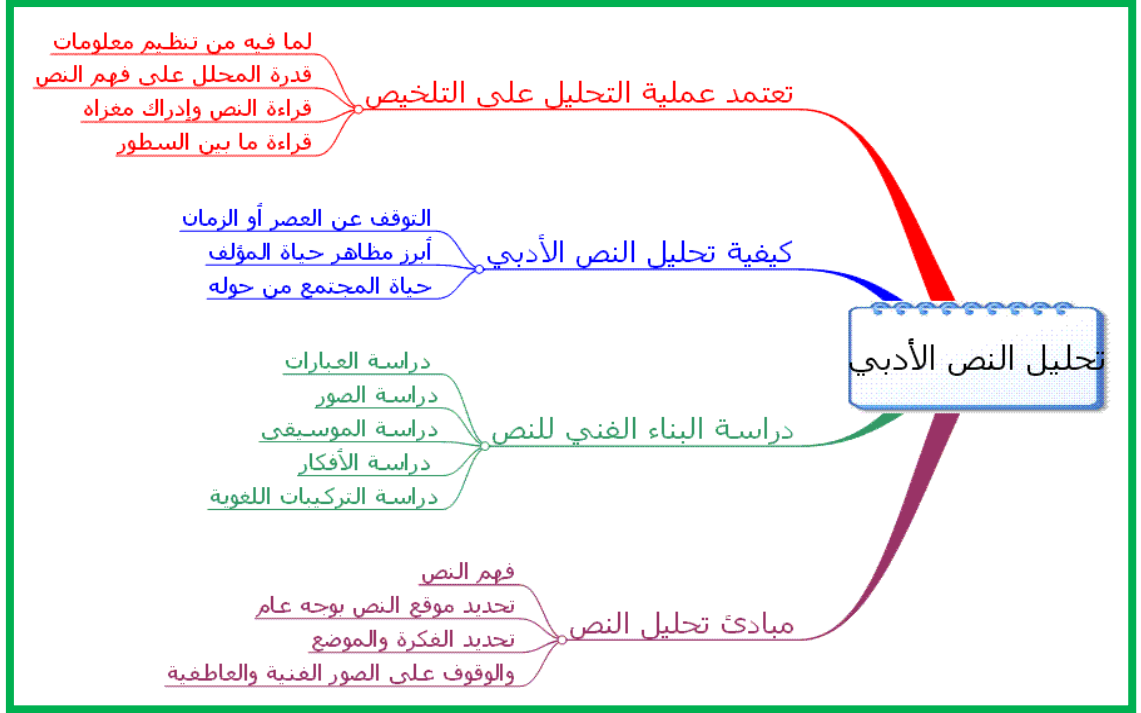 تحليل النص الأدبي
تعتمد عملية التحليل على التلخيص
لما فيه من تنظيم معلومات
قدرة المحلل على فهم النص
قراءة النص وإدراك مغزاه
قراءة ما بين السطور
كيفية تحليل النص الأدبي
التوقف عن العصر أو الزمان
أبرز مظاهر حياة المؤلف
حياة المجتمع من حوله
دراسة البناء الفني للنص
دراسة العبارات
دراسة الصور
دراسة الموسيقى
دراسة الأفكار
دراسة التركيبات اللغوية
مبادئ تحليل النص
فهم النص
تحديد موقع النص بوجه عام
تحديد الفكرة والموضع
والوقوف على الصور الفنية والعاطفية